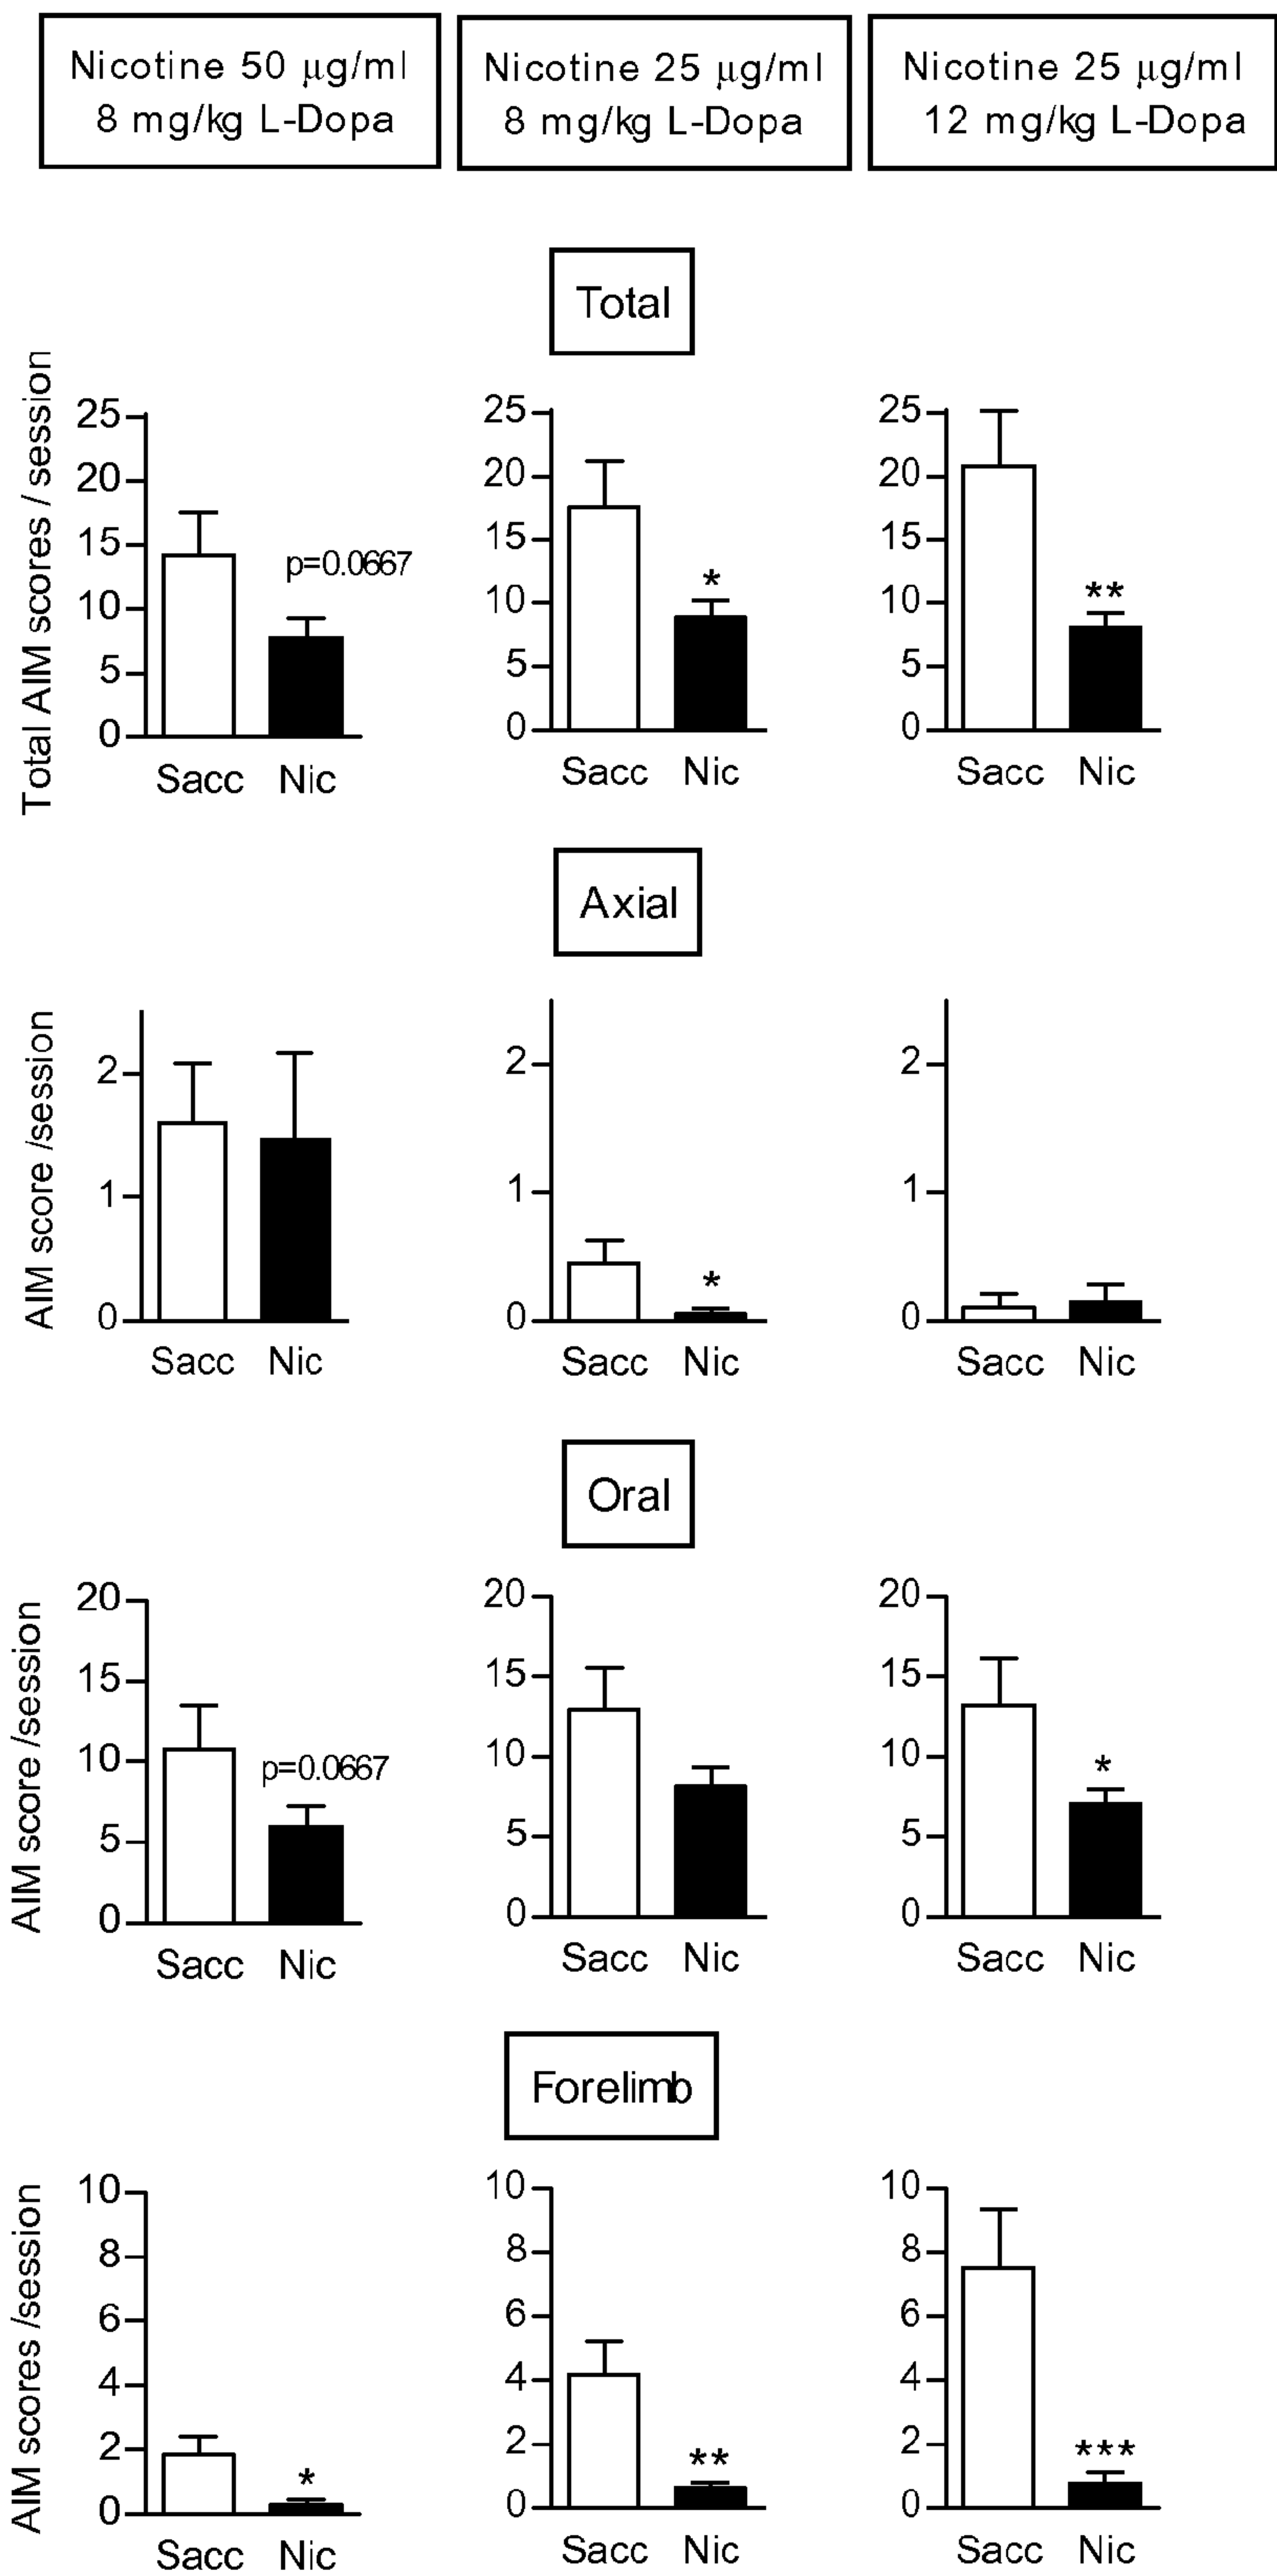 Nicotine 50 µg/ml
8 mg/kg L-Dopa
Nicotine 25 µg/ml
8 mg/kg L-Dopa
Nicotine 25 µg/ml
12 mg/kg L-Dopa
Total
Total AIM scores / session
25
20
15
10
5
0
p=0.0667
Sacc Nic
25
20
15
10
5
0
*
Sacc Nic
25
20
15
10
5
0
**
Sacc Nic
Axial
AIM score /session
2
1
0
Sacc Nic
2
1
0
*
Sacc Nic
2
1
0
Sacc Nic
Oral
AIM score /session
20
15
10
5
0
p=0.0667
Sacc Nic
20
15
10
5
0
Sacc Nic
20
15
10
5
0
*
Sacc Nic
Forelimb
AIM scores /session
10
8
6
4
2
0
*
Sacc Nic
10
8
6
4
2
0
**
Sacc Nic
10
8
6
4
2
0
***
Sacc Nic